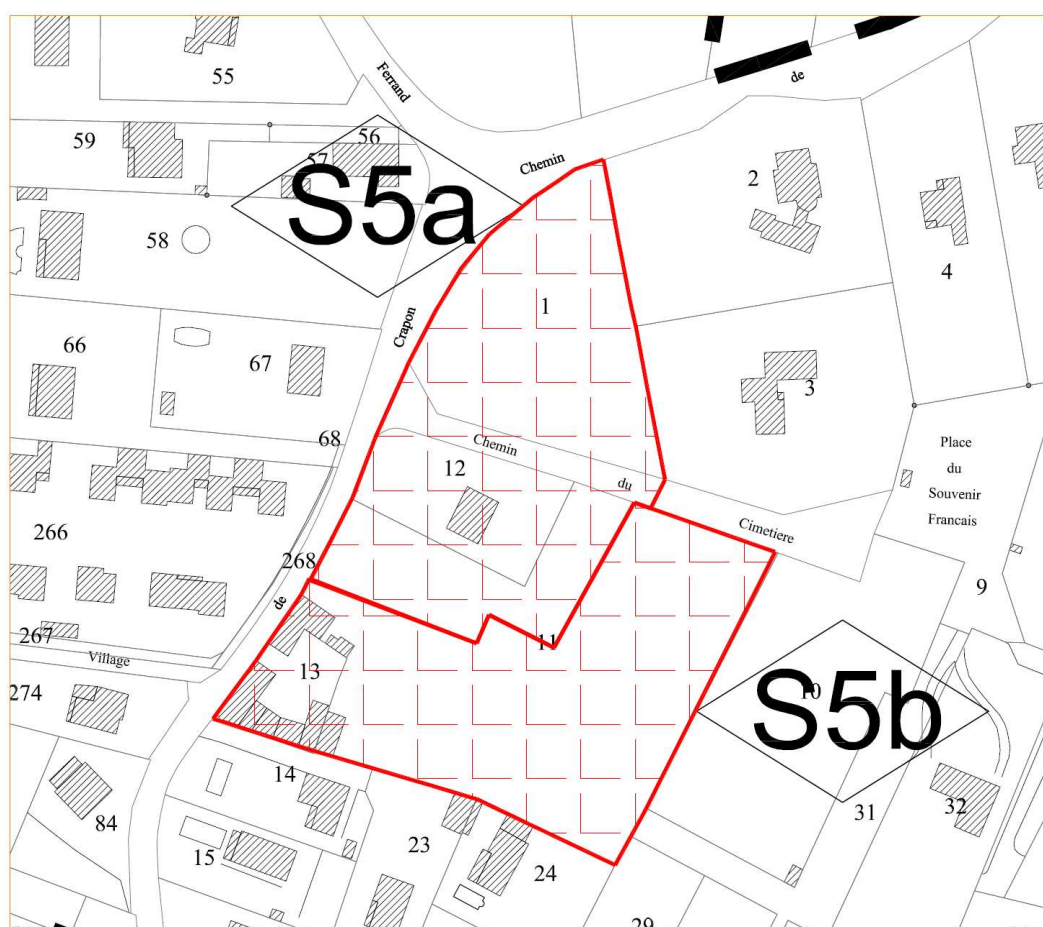 55
Ferrand
de
59
56
57
S5a
Chemin
2
58
4
1
Crapon
66
67
3
68
Chemin
du
Cimetiere
12
Place
du
Souvenir
Francais
266
268
9
de
267
Village
11
13
10
274
S5b
14
31
32
84
15
23
24
29